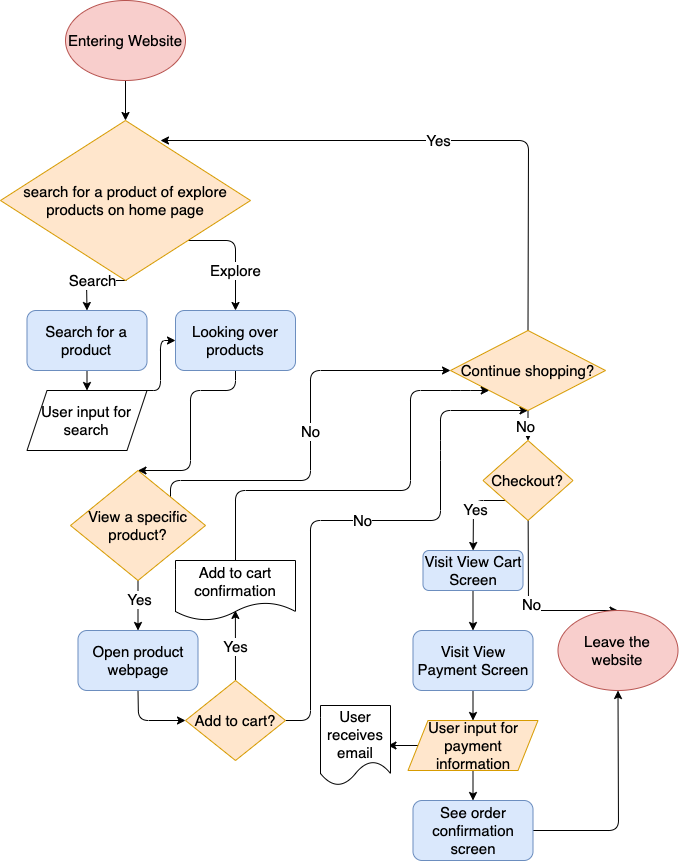 Entering Website
Yes
search for a product of explore
products on home page
Search
Explore
Search for a
product
Looking over
products
Continue shopping?
User input for
search
No
No
View a specific
product?
Checkout?
Yes
No
Add to cart
confirmation
Visit View Cart
Screen
Yes
No
Open product
webpage
Yes
Visit View
Payment Screen
Leave the
website
Add to cart?
User
receives
email
User input for
payment
information
See order
confirmation
screen